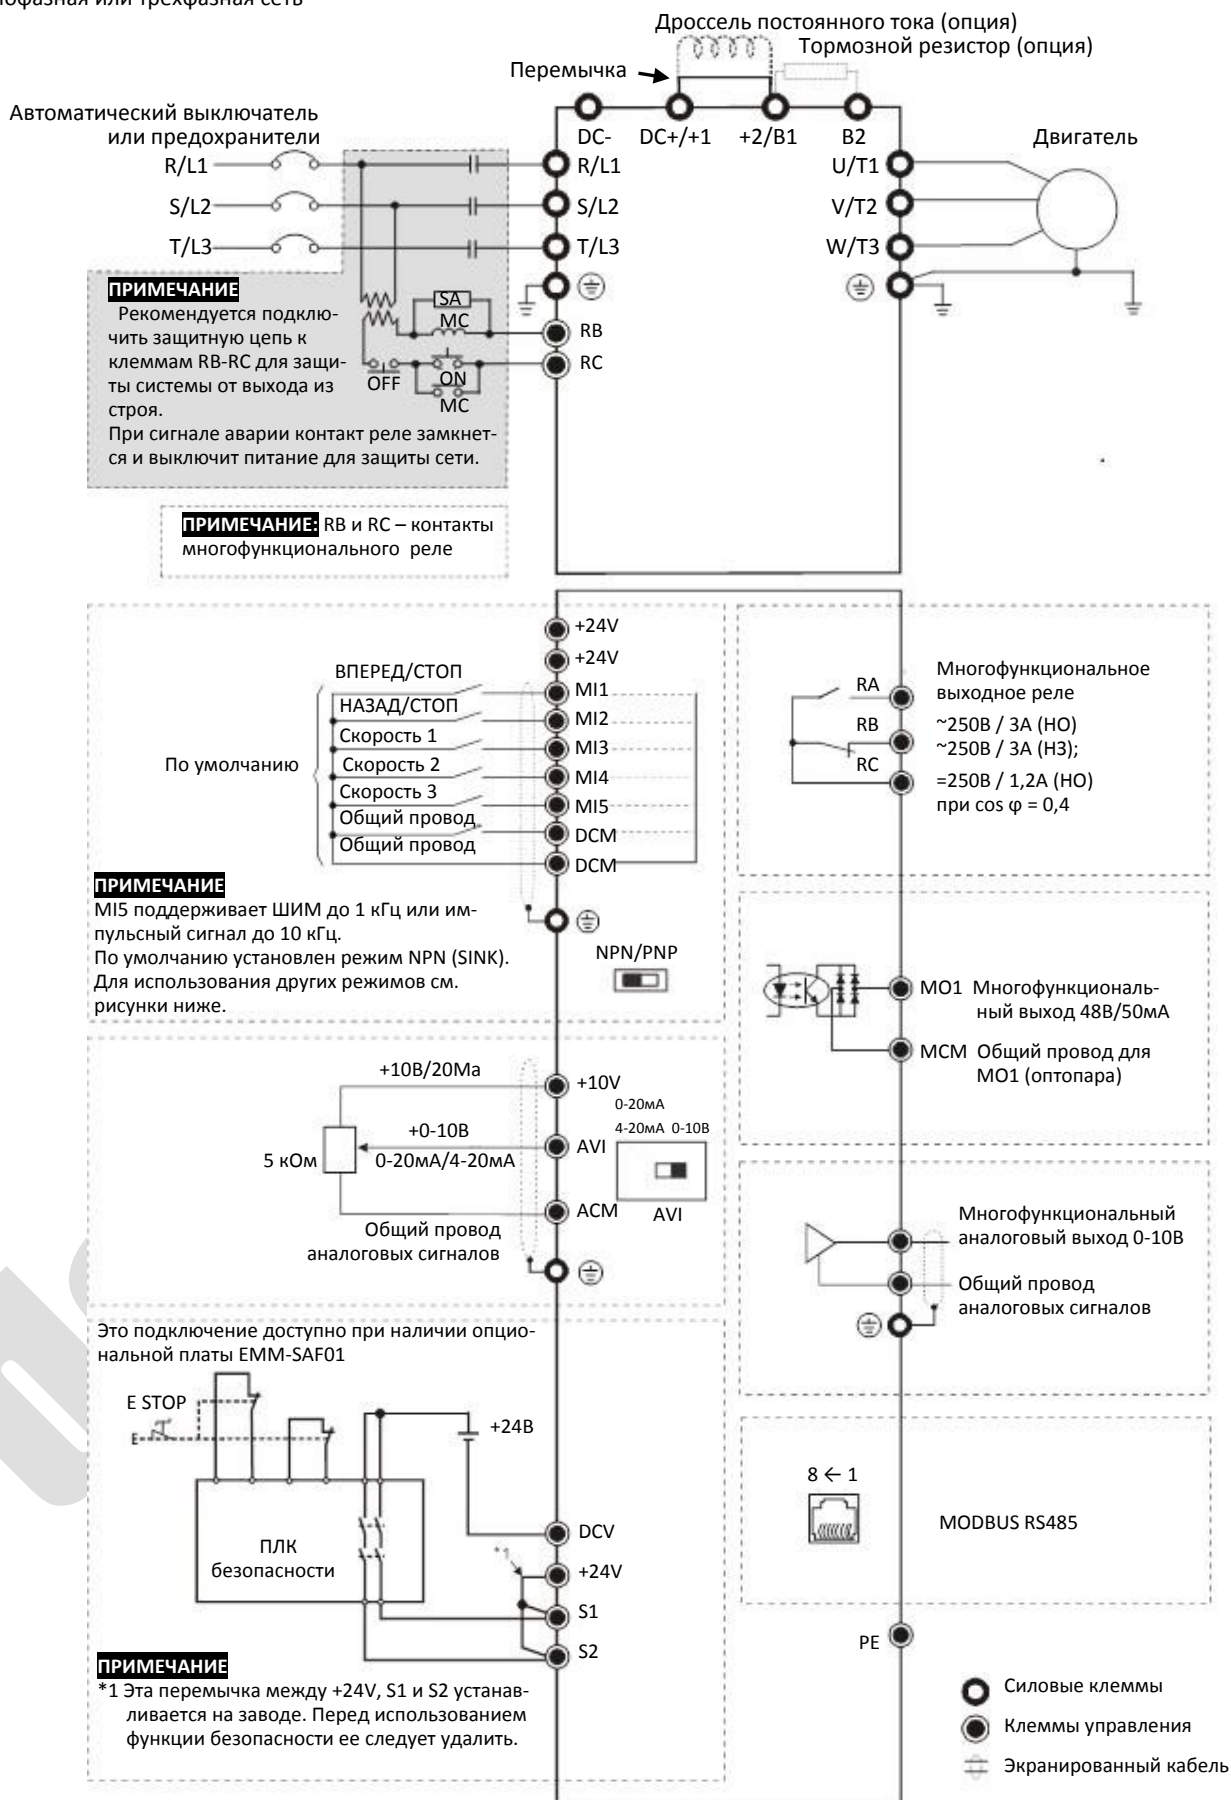 Дроссель постоянного тока (опция)
Тормозной резистор (опция)
Перемычка
Автоматический выключатель
или предохранители
DC-
DC+/+1
+2/B1
B2
Двигатель
R/L1
R/L1
U/T1
S/L2
S/L2
V/T2
T/L3
T/L3
W/T3
ПРИМЕЧАНИЕ
Рекомендуется подклю-
чить защитную цепь к
клеммам RB-RC для защи-
ты системы от выхода из
строя.
При сигнале аварии контакт реле замкнет-
ся и выключит питание для защиты сети.
SA
MC
RB
OFF
ON
MC
RC
ПРИМЕЧАНИЕ: RB и RC – контакты
многофункционального реле
+24V
+24V
ВПЕРЕД/СТОП
MI1
НАЗАД/СТОП
MI2
Скорость 1
MI3
По умолчанию
Скорость 2
MI4
Скорость 3
MI5
Общий провод
DCM
Общий провод
DCM
ПРИМЕЧАНИЕ
MI5 поддерживает ШИМ до 1 кГц или им-
пульсный сигнал до 10 кГц.
По умолчанию установлен режим NPN (SINK).
Для использования других режимов см.
рисунки ниже.
NPN/PNP
RA
RB
RC
Многофункциональное
выходное реле
~250В / 3А (НО)
~250В / 3А (НЗ);
=250В / 1,2А (НО)
при cos φ = 0,4
MO1 Многофункциональ-
ный выход 48В/50мА
MCM Общий провод для
MO1 (оптопара)
+10В/20Ма
+10V
0-20мА
4-20мА 0-10В
+0-10В
AVI
5 кОм
0-20мА/4-20мА
ACM
AVI
Общий провод
аналоговых сигналов
Многофункциональный
аналоговый выход 0-10В
Общий провод
аналоговых сигналов
Это подключение доступно при наличии опцио-
нальной платы EMM-SAF01
E STOP
+24В
ПЛК
безопасности
DCV
*1
+24V
S1
S2
ПРИМЕЧАНИЕ
*1 Эта перемычка между +24V, S1 и S2 устанав-
ливается на заводе. Перед использованием
функции безопасности ее следует удалить.
8 ← 1
MODBUS RS485
PE
Силовые клеммы
Клеммы управления
Экранированный кабель